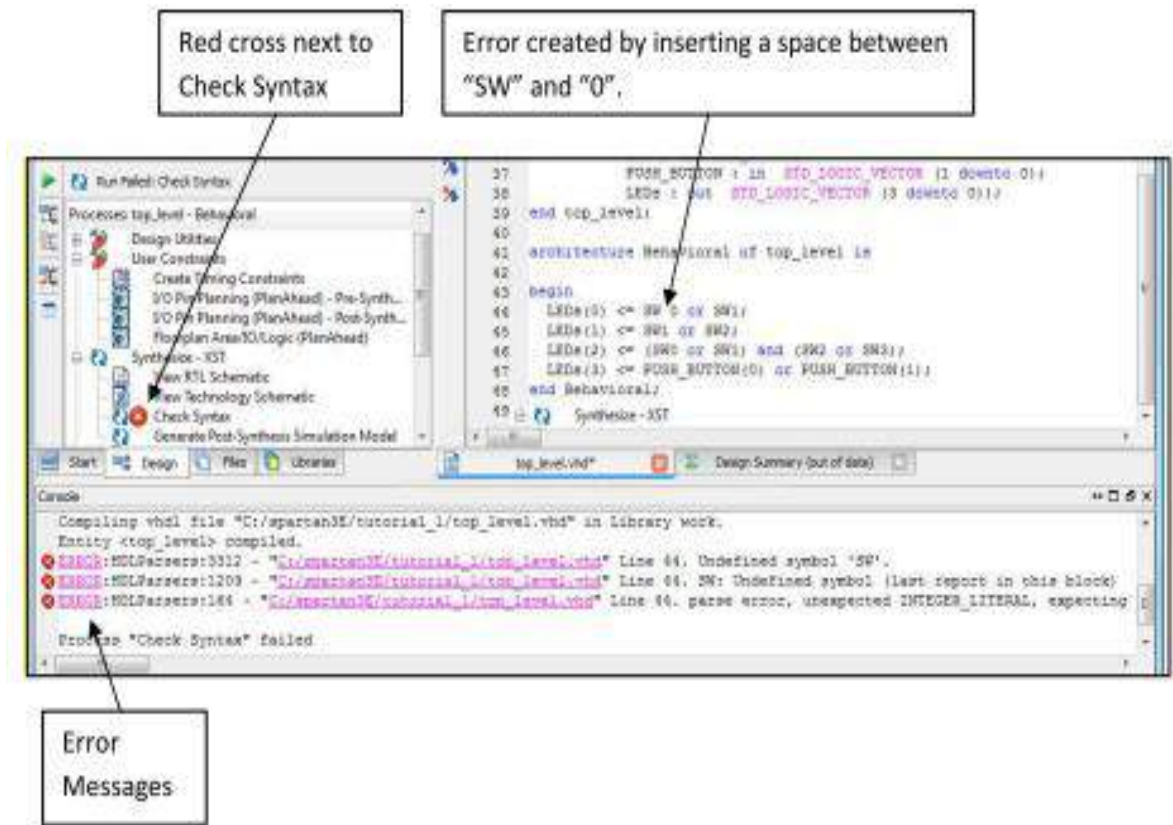 Red cross next to
Check Syntax
Error created by inserting a space between
"SW" and "0".
Run Failed: Check Syntax
Processes: top_level - Behavioral
Design Utilities
User Constraints
Create Timing Constraints
I/O Pin Planning (PlanAhead) - Pre-Synth...
I/O Pin Planning (PlanAhead) - Post-Synth...
Floorplan Area/IO/Logic (PlanAhead)
Synthesize - XST
View RTL Schematic
View Technology Schematic
Check Syntax
Generate Post-Synthesis Simulation Model
37 PUSH_BUTTON : in STD_LOGIC_VECTOR (1 downto 0);
38 LEDs : out STD_LOGIC_VECTOR (3 downto 0));
39 end top_level;
40
41 architecture Behavioral of top_level is
42
43 begin
44 LEDs(0) <= SW 0 or SW1;
45 LEDs(1) <= SW1 or SW2;
46 LEDs(2) <= (SW0 or SW1) and (SW2 or SW3);
47 LEDs(3) <= PUSH_BUTTON(0) or PUSH_BUTTON(1);
48 end Behavioral;
49 Synthesize - XST
Start Design Files Libraries
top_level.vhd* Design Summary (out of date)
Console
Compiling vhdl file "C:/spartan3E/tutorial_1/top_level.vhd" in Library work.
Entity <top_level> compiled.
ERROR:HDLParsers:3312 - "C:/spartan3E/tutorial_1/top_level.vhd" Line 44. Undefined symbol 'SW'.
ERROR:HDLParsers:1209 - "C:/spartan3E/tutorial_1/top_level.vhd" Line 44. SW: Undefined symbol (last report in this block)
ERROR:HDLParsers:164 - "C:/spartan3E/tutorial_1/top_level.vhd" Line 44. parse error, unexpected INTEGER_LITERAL, expecting
Process "Check Syntax" failed
Error
Messages